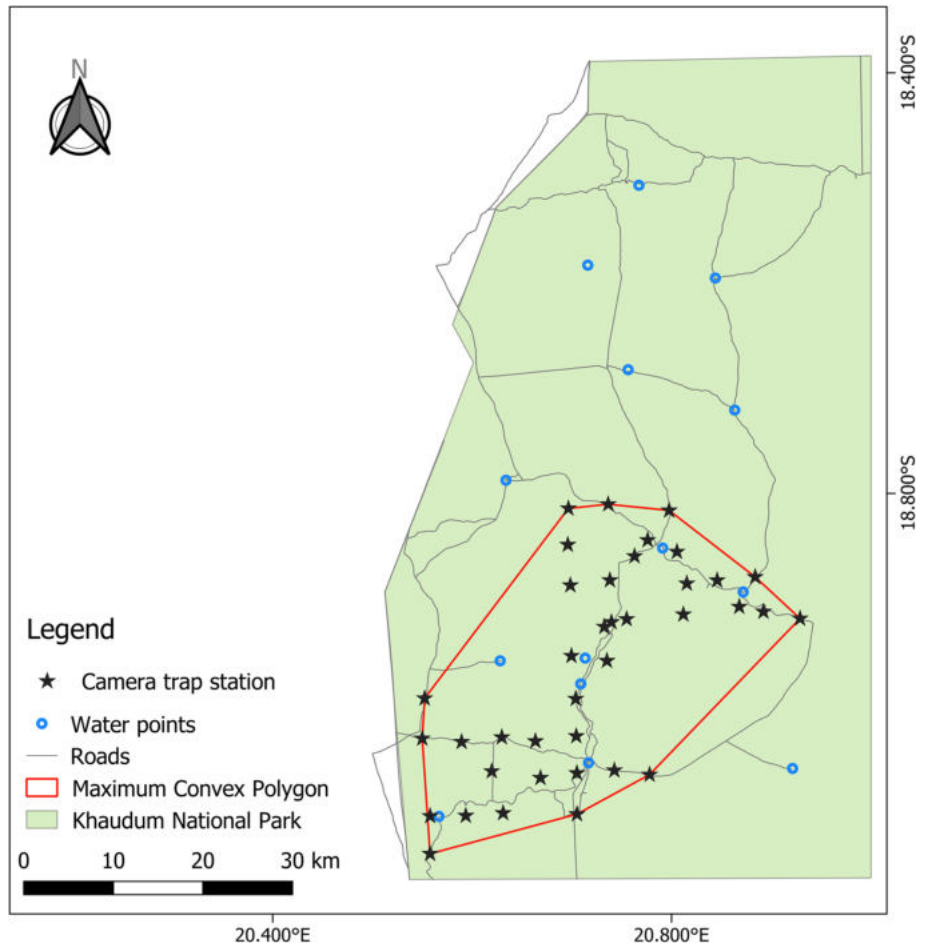 N
18.400°S
18.800°S
Legend
Camera trap station
Water points
Roads
Maximum Convex Polygon
Khaudum National Park
0 10 20 30 km
20.400°E 20.800°E